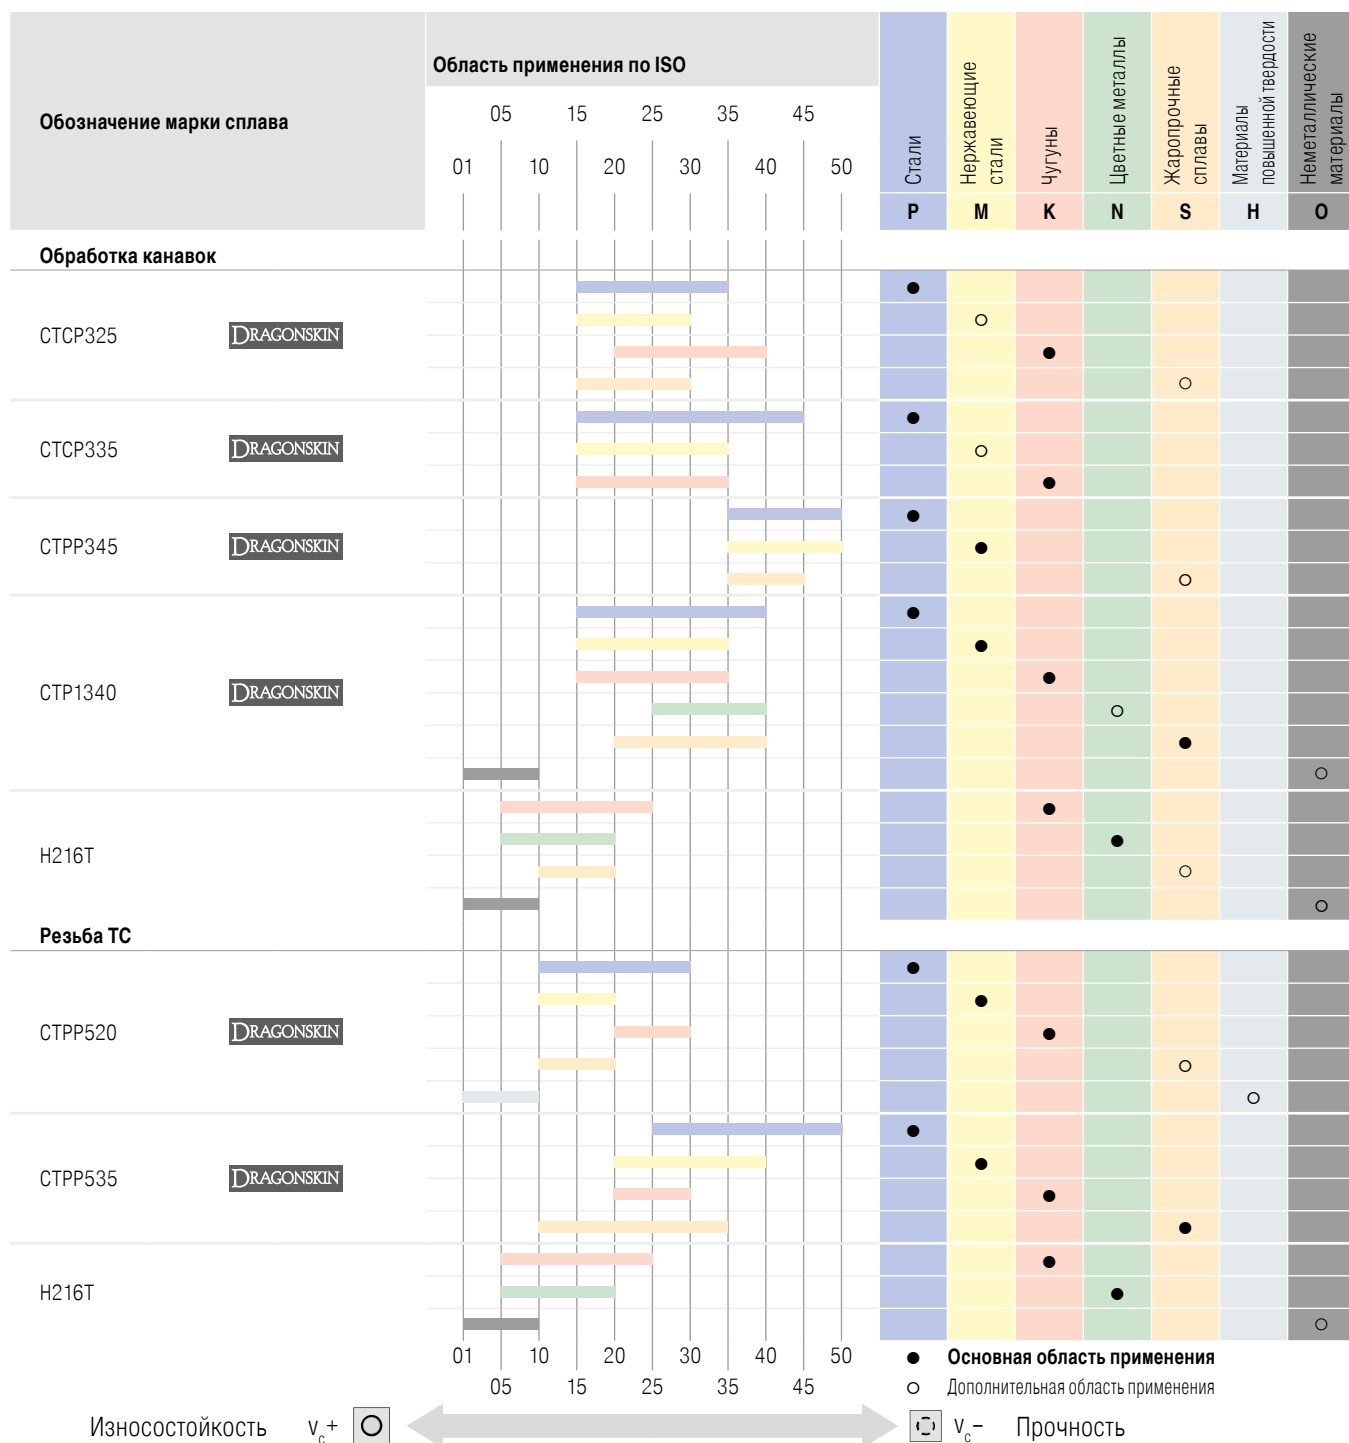 Обозначение марки сплава
Область применения по ISO
05 15 25 35 45
01 10 20 30 40 50
Стали
Нержавеющие
стали
Чугуны
Цветные металлы
Жаропрочные
сплавы
Материалы
повышенной твердости
Неметаллические
материалы
P M K N S H O
Обработка канавок
CTCP325 DRAGONSKIN
CTCP335 DRAGONSKIN
CTPP345 DRAGONSKIN
CTP1340 DRAGONSKIN
H216T
Резьба TC
CTPP520 DRAGONSKIN
CTPP535 DRAGONSKIN
H216T
01 10 20 30 40 50
05 15 25 35 45
● Основная область применения
○ Дополнительная область применения
Износостойкость vc+
vc– Прочность